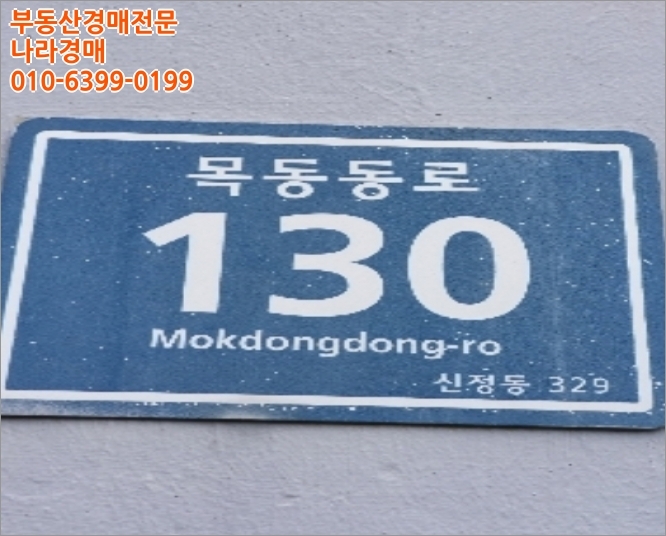 부동산경매전문
나라경매
010-6399-0199
목동동로
130
Mokdongdong-ro
신정동 329